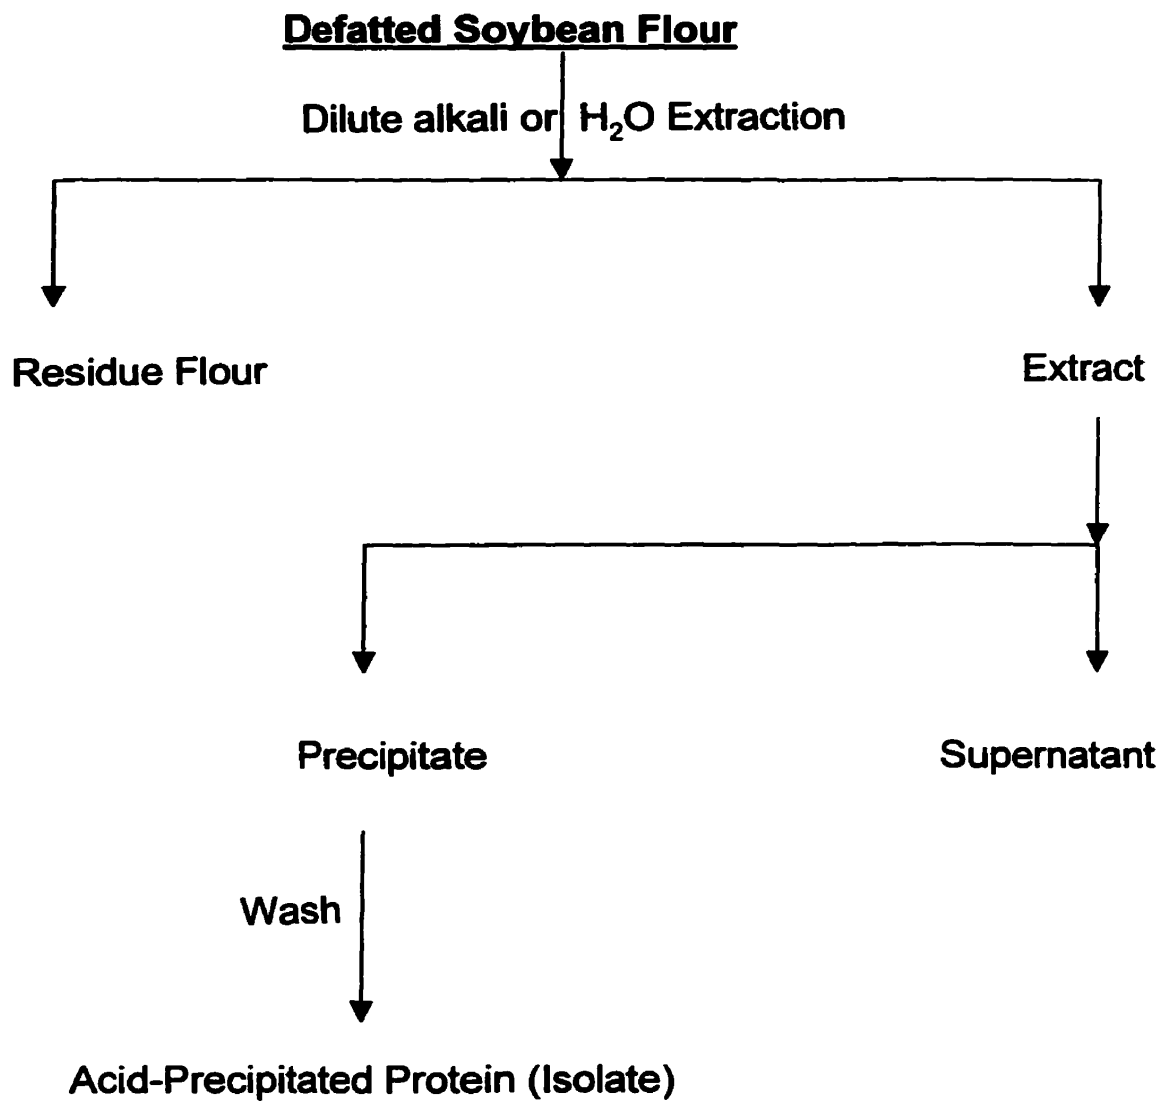 Defatted Soybean Flour
Dilute alkali or H₂O Extraction
Residue Flour
Extract
Precipitate
Supernatant
Wash
Acid-Precipitated Protein (Isolate)